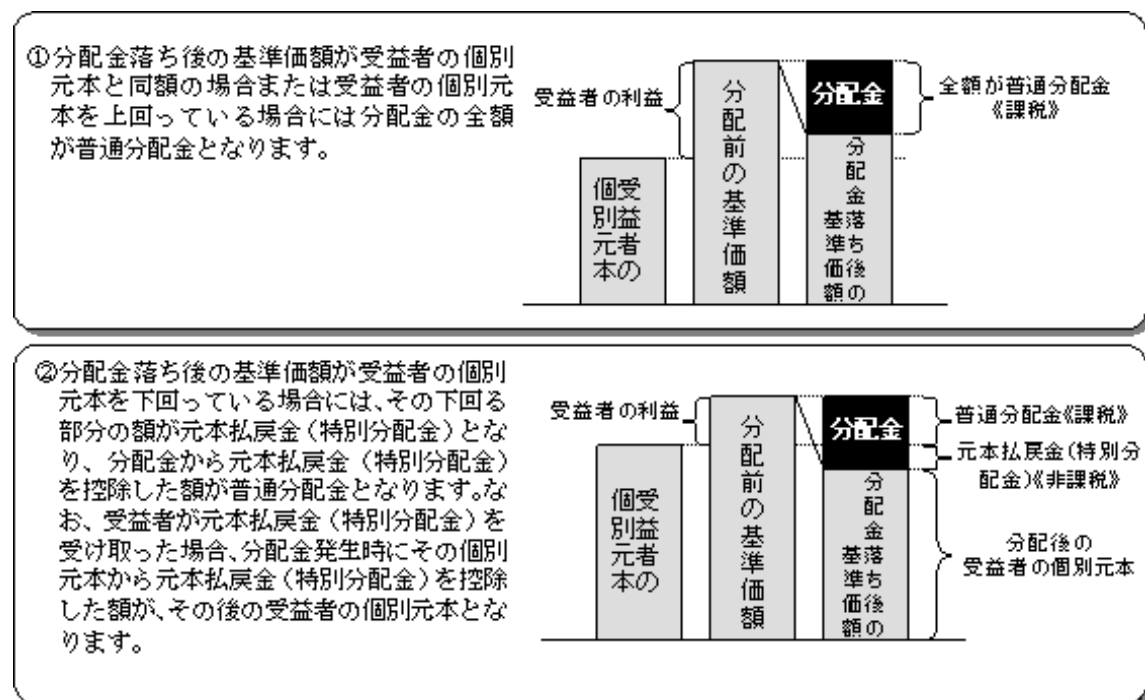 ①分配金落ち後の基準価額が受益者の個別
元本と同額の場合または受益者の個別元
本を上回っている場合には分配金の全額
が普通分配金となります。
受益者の利益
受益者の
個別元本
分配前の基準価額
分配金
分配金落ち後の
基準価額
全額が普通分配金
《課税》
②分配金落ち後の基準価額が受益者の個別
元本を下回っている場合には、その下回る
部分の額が元本払戻金（特別分配金）とな
り、分配金から元本払戻金（特別分配金）
を控除した額が普通分配金となります。な
お、受益者が元本払戻金（特別分配金）を
受け取った場合、分配金発生時にその個別
元本から元本払戻金（特別分配金）を控除
した額が、その後の受益者の個別元本とな
ります。
受益者の利益
受益者の
個別元本
分配前の基準価額
分配金
分配金落ち後の
基準価額
普通分配金《課税》
元本払戻金(特別分
配金)《非課税》
分配後の
受益者の個別元本